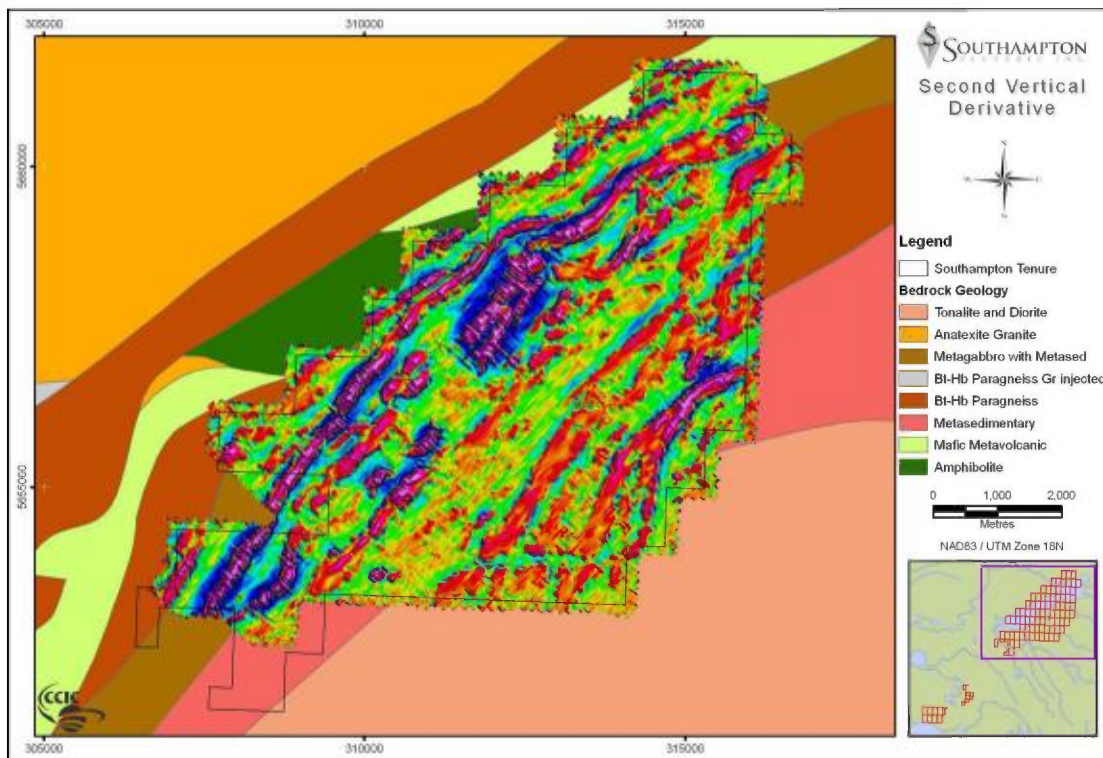 305000 310000 315000
SOUTHAMPTON
VENTURES INC.
Second Vertical
Derivative
N
W E
S
Legend
Southampton Tenure
Bedrock Geology
Tonalite and Diorite
Anatexite Granite
Metagabbro with Metased
Bt-Hb Paragneiss Gr injected
Bt-Hb Paragneiss
Metasedimentary
Mafic Metavolcanic
Amphibolite
0 1,000 2,000
Metres
NAD83 / UTM Zone 18N
CCIC
305000 310000 315000